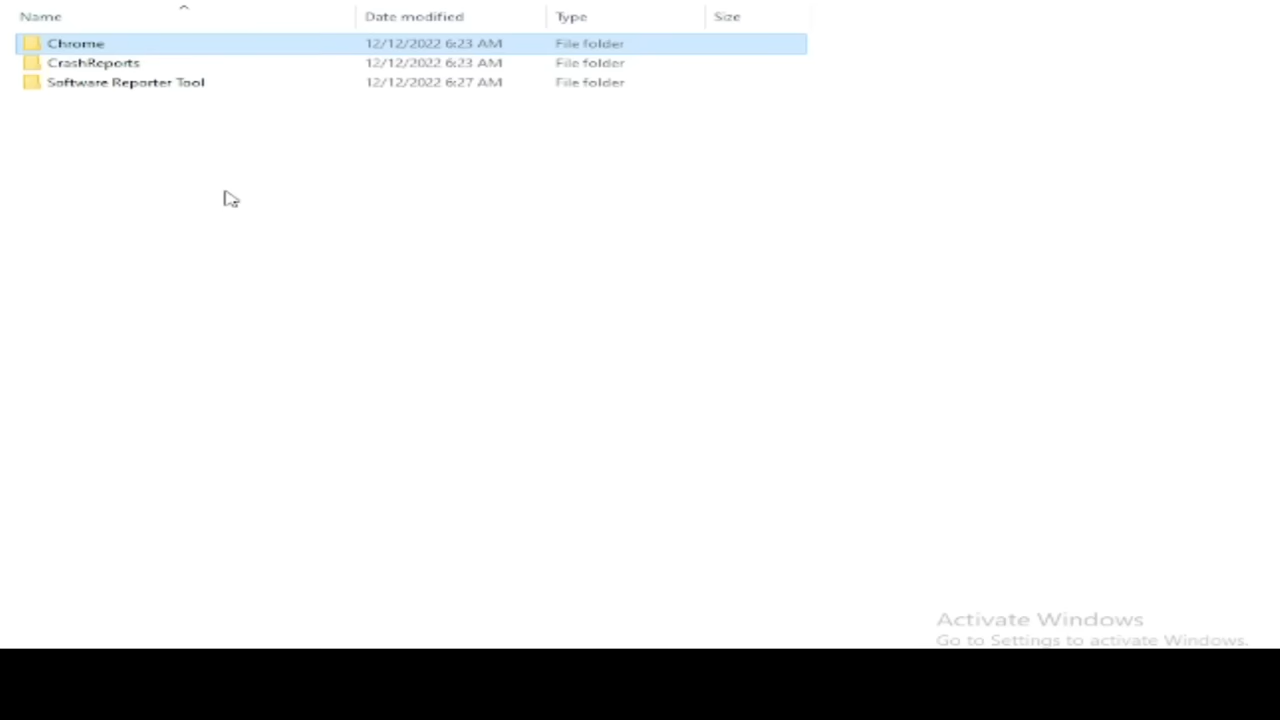 Name Date modified Type Size
Chrome 12/12/2022 6:23 AM File folder
CrashReports 12/12/2022 6:23 AM File folder
Software Reporter Tool 12/12/2022 6:27 AM File folder
Activate Windows
Go to Settings to activate Windows.